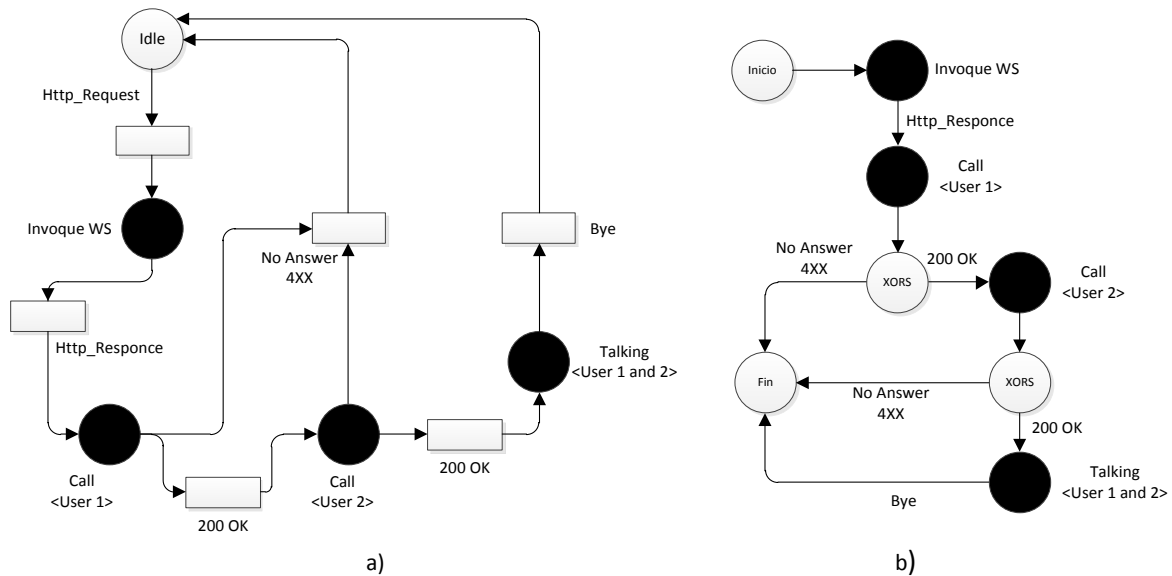 Idle
Http_Request
Invoque WS
Http_Responce
Call
<User 1>
200 OK
No Answer
4XX
Call
<User 2>
200 OK
Talking
<User 1 and 2>
Bye
a)
Inicio
Invoque WS
Http_Responce
Call
<User 1>
No Answer
4XX
XORS
200 OK
Call
<User 2>
Fin
No Answer
4XX
XORS
200 OK
Talking
<User 1 and 2>
Bye
b)